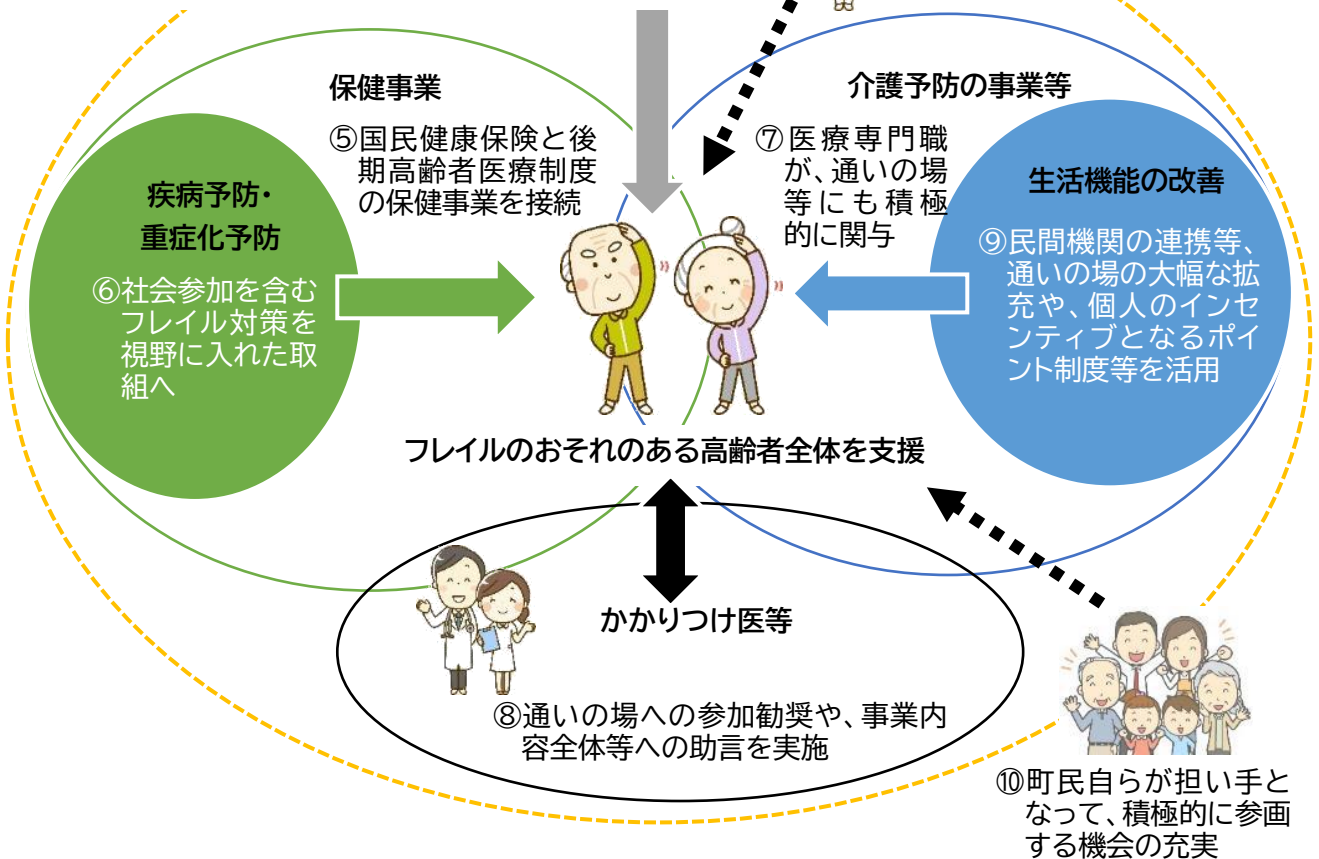 保健事業
⑤国民健康保険と後
期高齢者医療制度
の保健事業を接続
介護予防の事業等
⑦医療専門職
が、通いの場
等にも積極
的に関与
疾病予防・
重症化予防
⑥社会参加を含む
フレイル対策を
視野に入れた取
組へ
生活機能の改善
⑨民間機関の連携等、
通いの場の大幅な拡
充や、個人のインセ
ンティブとなるポイ
ント制度等を活用
フレイルのおそれのある高齢者全体を支援
かかりつけ医等
⑧通いの場への参加勧奨や、事業内
容全体等への助言を実施
⑩町民自らが担い手と
なって、積極的に参画
する機会の充実